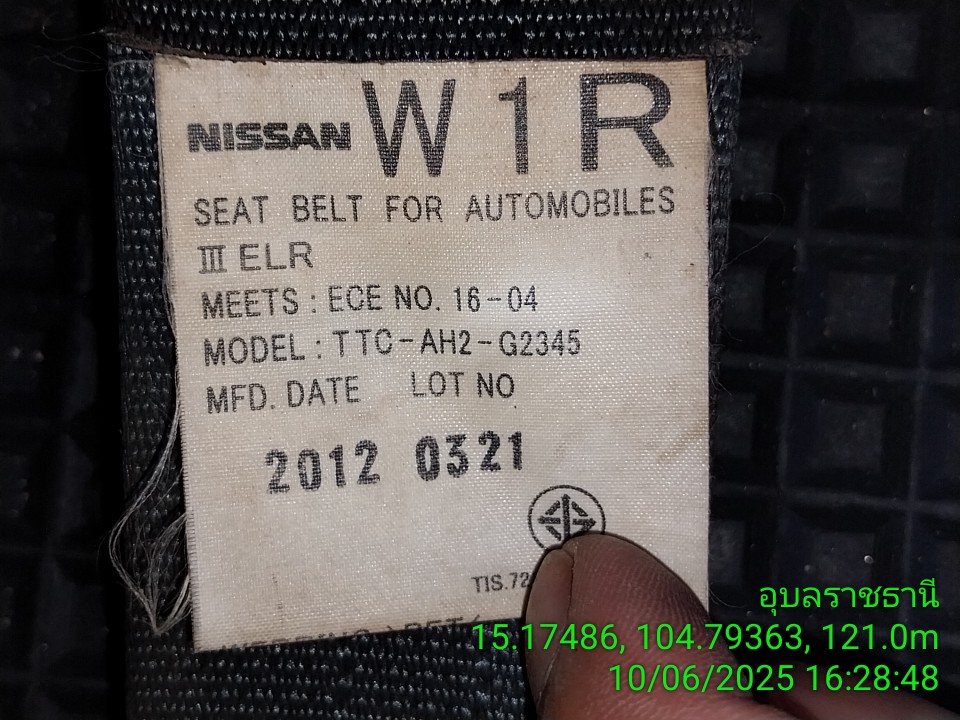 NISSAN W1R
SEAT BELT FOR AUTOMOBILES
III ELR
MEETS : ECE NO. 16-04
MODEL : TTC-AH2-G2345
MFD. DATE LOT NO
2012 0321
TIS.72
อุบลราชธานี
15.17486, 104.79363, 121.0m
10/06/2025 16:28:48